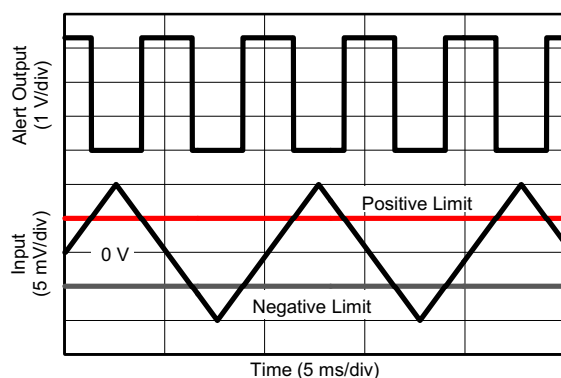 Alert Output
(1 V/div)
Positive Limit
Input
(5 mV/div)
0 V
Negative Limit
Time (5 ms/div)